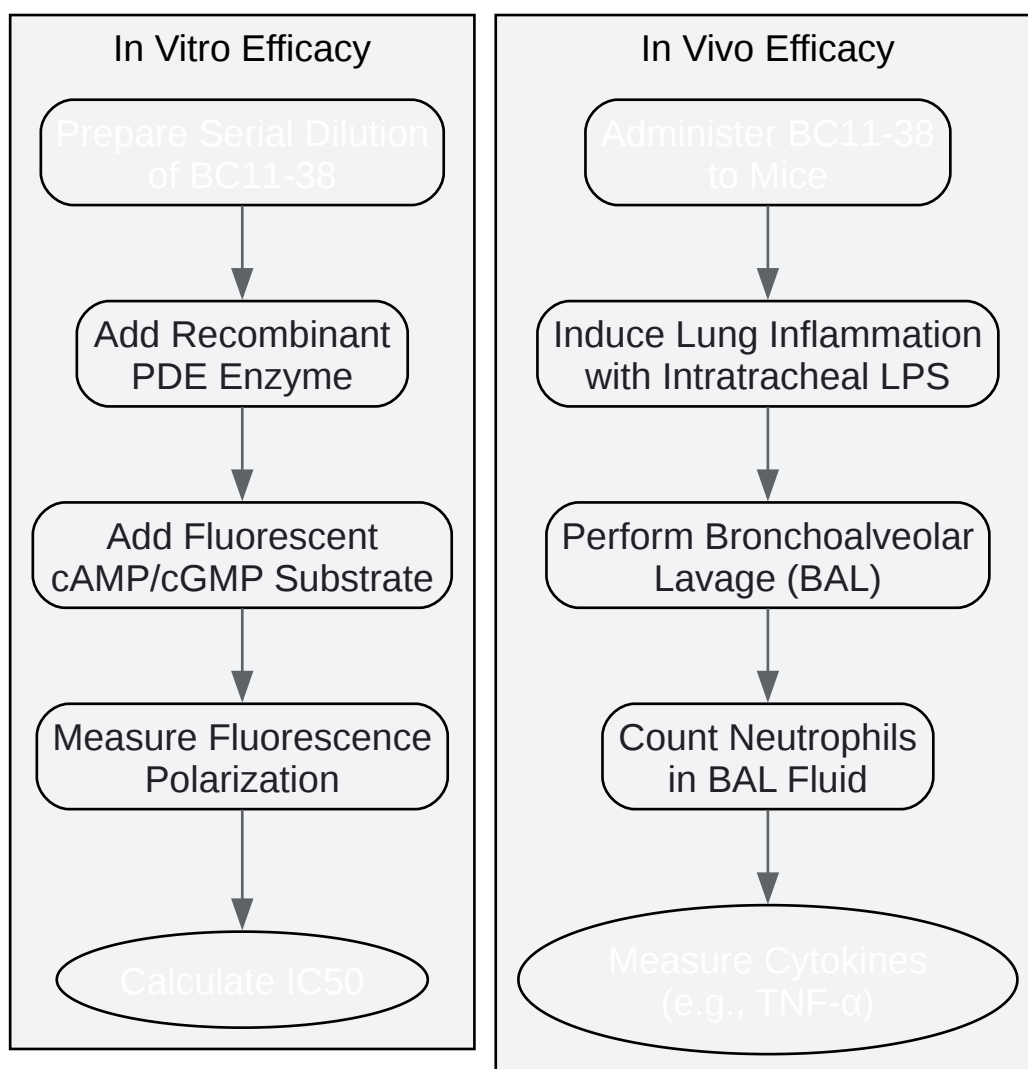 In Vitro Efficacy
Prepare Serial Dilution
of BC11-38
Add Recombinant
PDE Enzyme
Add Fluorescent
cAMP/cGMP Substrate
Measure Fluorescence
Polarization
Calculate IC50
In Vivo Efficacy
Administer BC11-38
to Mice
Induce Lung Inflammation
with Intratracheal LPS
Perform Bronchoalveolar
Lavage (BAL)
Count Neutrophils
in BAL Fluid
Measure Cytokines
(e.g., TNF-α)